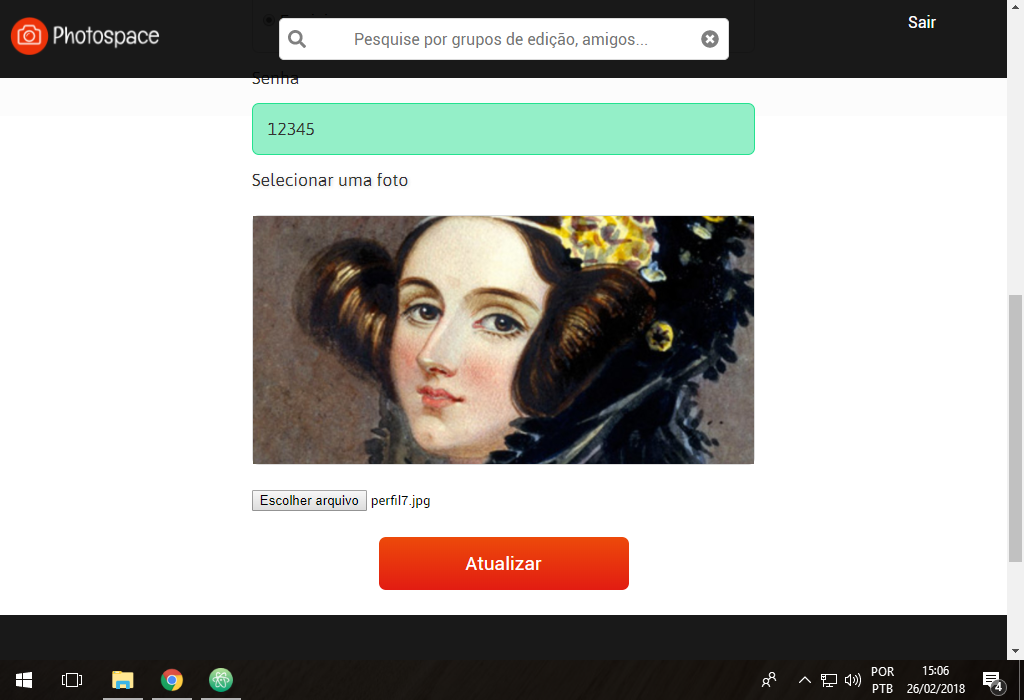 Photospace
Pesquise por grupos de edição, amigos...
Sair
Senha
12345
Selecionar uma foto
Escolher arquivo perfil7.jpg
Atualizar
POR
PTB
15:06
26/02/2018
4